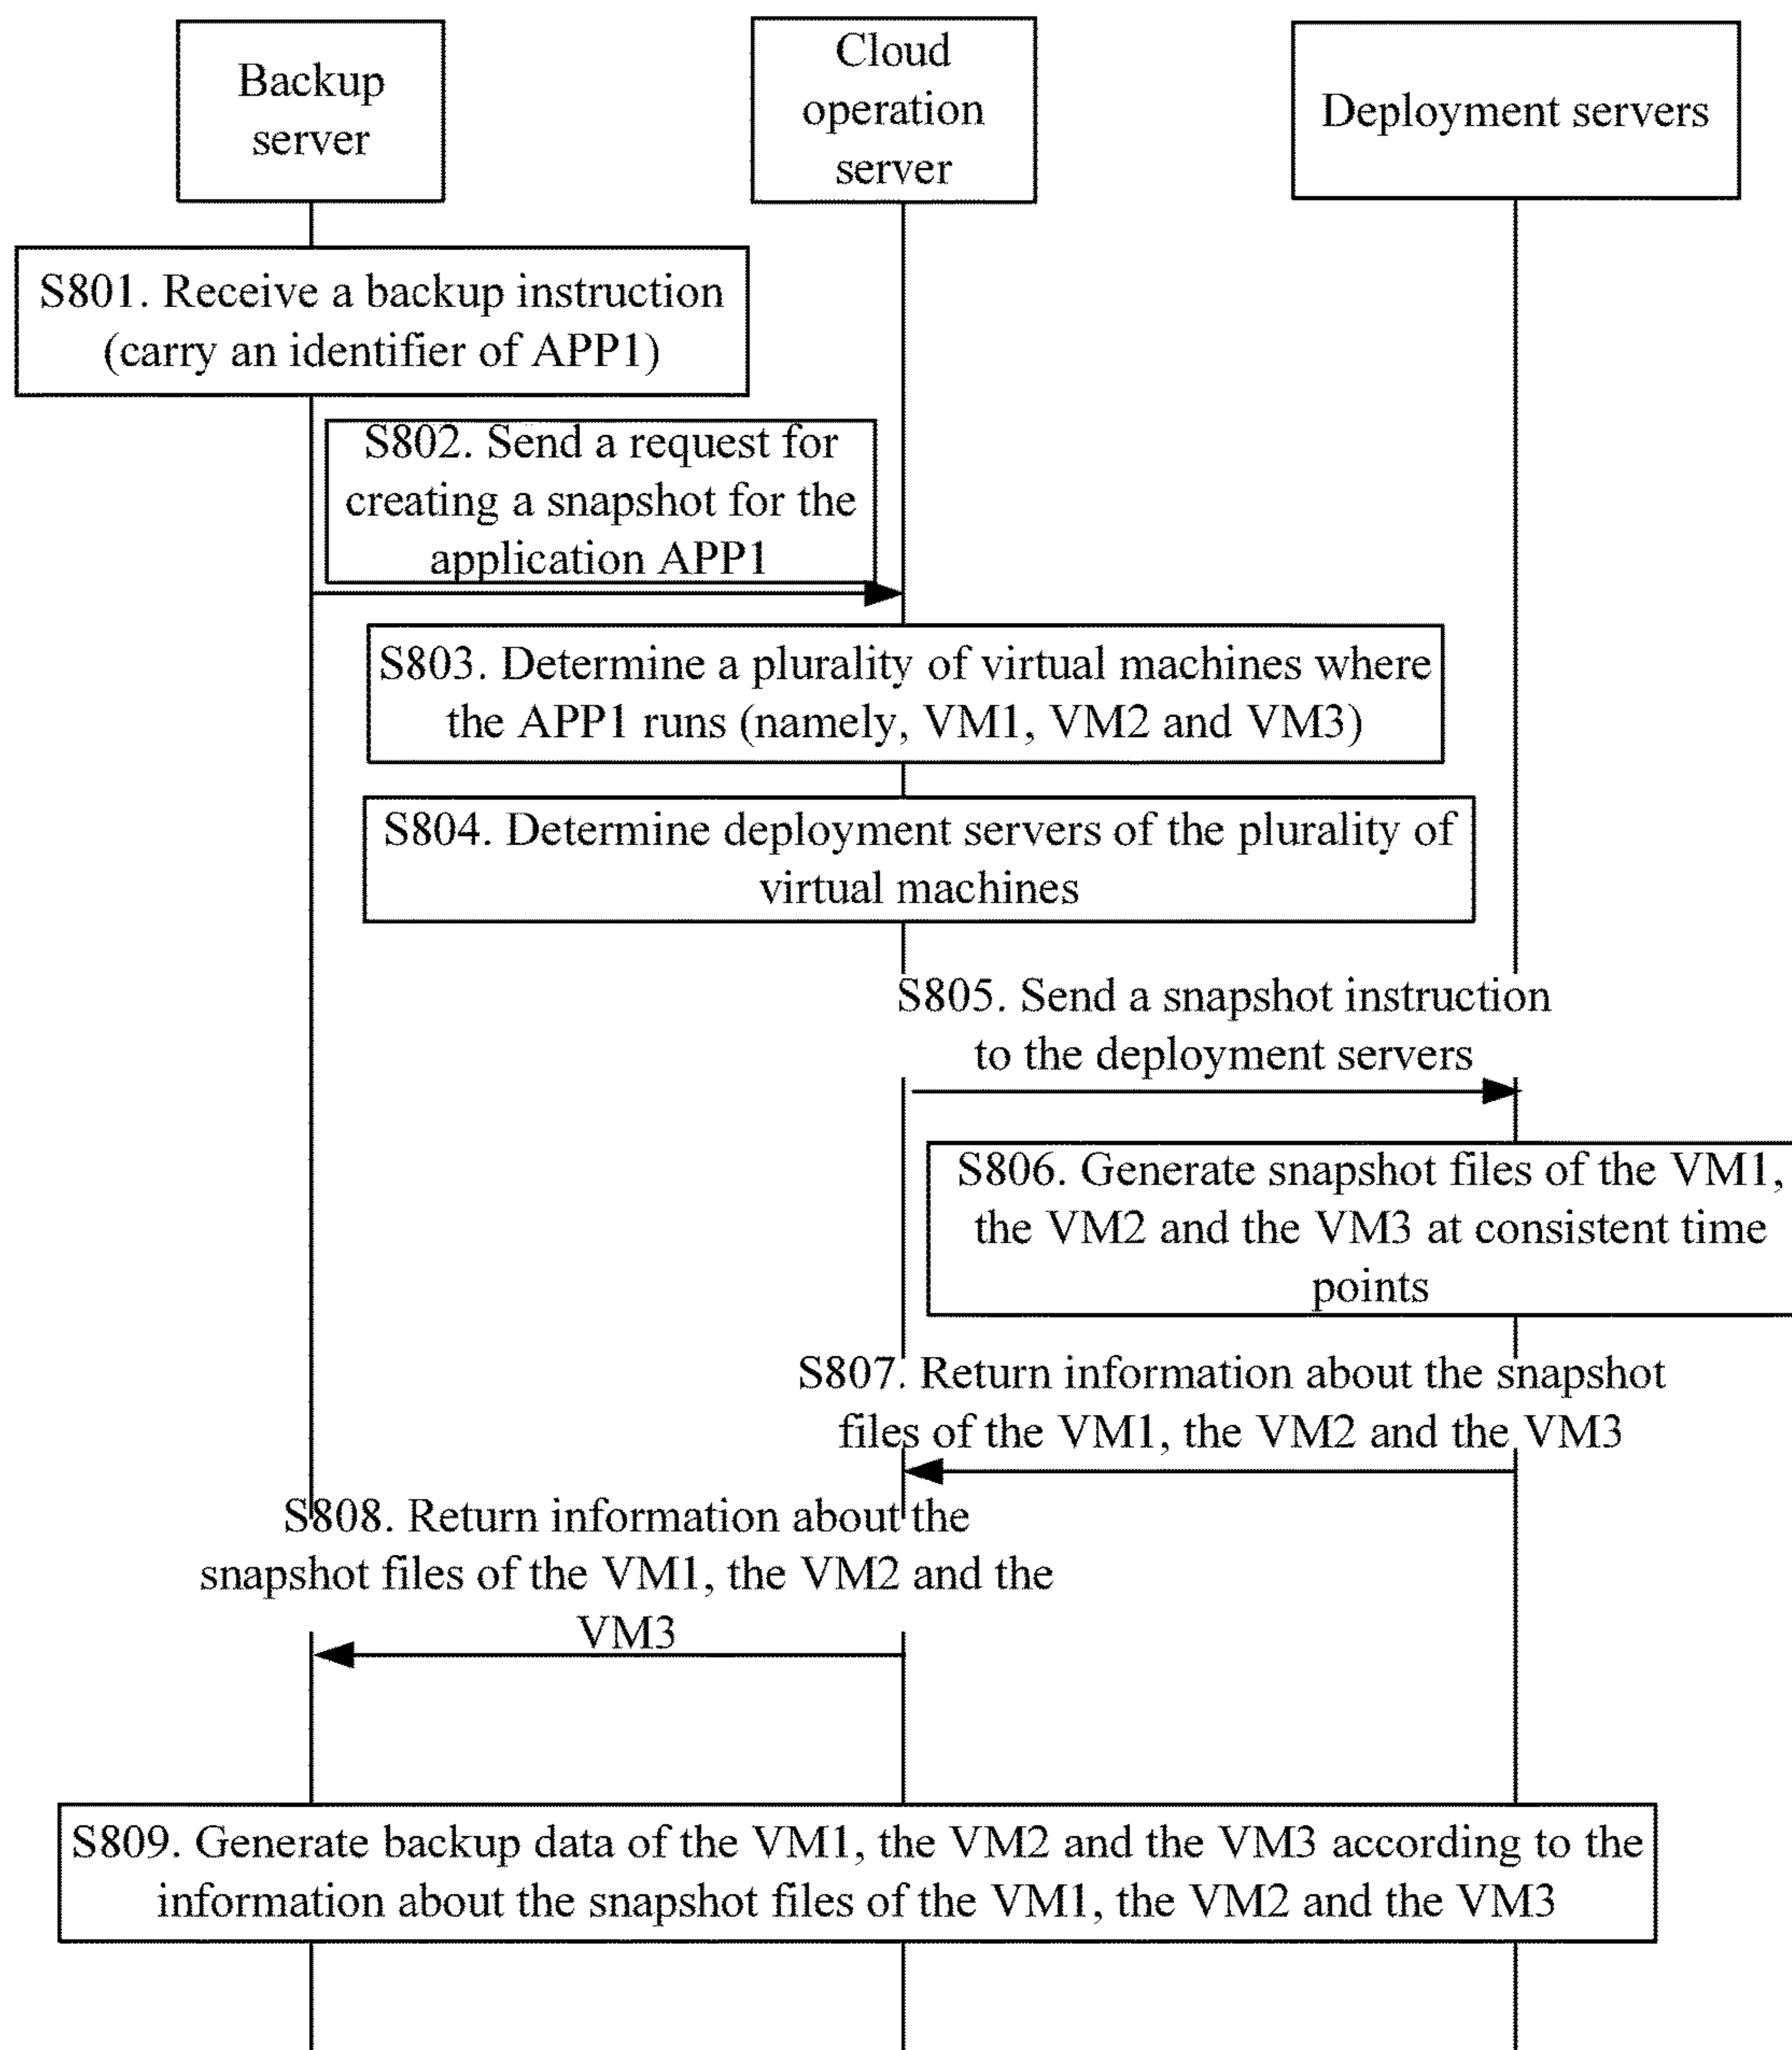 Backup
server
Cloud
operation
server
Deployment servers
S801. Receive a backup instruction
(carry an identifier of APP1)
S802. Send a request for
creating a snapshot for the
application APP1
S803. Determine a plurality of virtual machines where
the APP1 runs (namely, VM1, VM2 and VM3)
S804. Determine deployment servers of the plurality of
virtual machines
S805. Send a snapshot instruction
to the deployment servers
S806. Generate snapshot files of the VM1,
the VM2 and the VM3 at consistent time
points
S807. Return information about the snapshot
files of the VM1, the VM2 and the VM3
S808. Return information about the
snapshot files of the VM1, the VM2 and the
VM3
S809. Generate backup data of the VM1, the VM2 and the VM3 according to the
information about the snapshot files of the VM1, the VM2 and the VM3